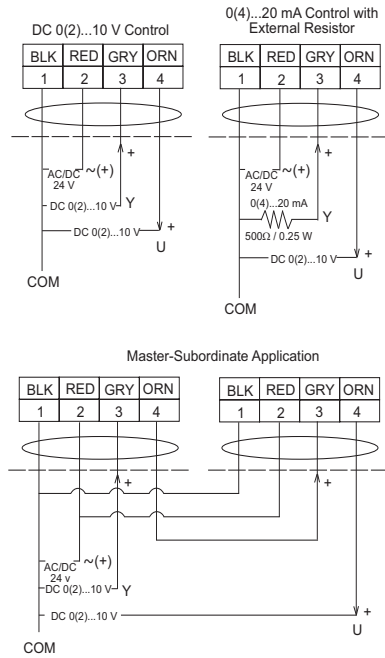 DC 0(2)...10 V Control
BLK RED GRY ORN
1 2 3 4
+
AC/DC ~(+)
24 V
DC 0(2)...10 V Y
DC 0(2)...10 V +
U
COM
0(4)...20 mA Control with
External Resistor
BLK RED GRY ORN
1 2 3 4
+
AC/DC ~(+)
24 V
0(4)...20 mA
Y
500Ω / 0.25 W
DC 0(2)...10 V +
U
COM
Master-Subordinate Application
BLK RED GRY ORN
1 2 3 4
BLK RED GRY ORN
1 2 3 4
+
+
AC/DC ~(+)
24 v
DC 0(2)...10 V Y
DC 0(2)...10 V +
U
COM